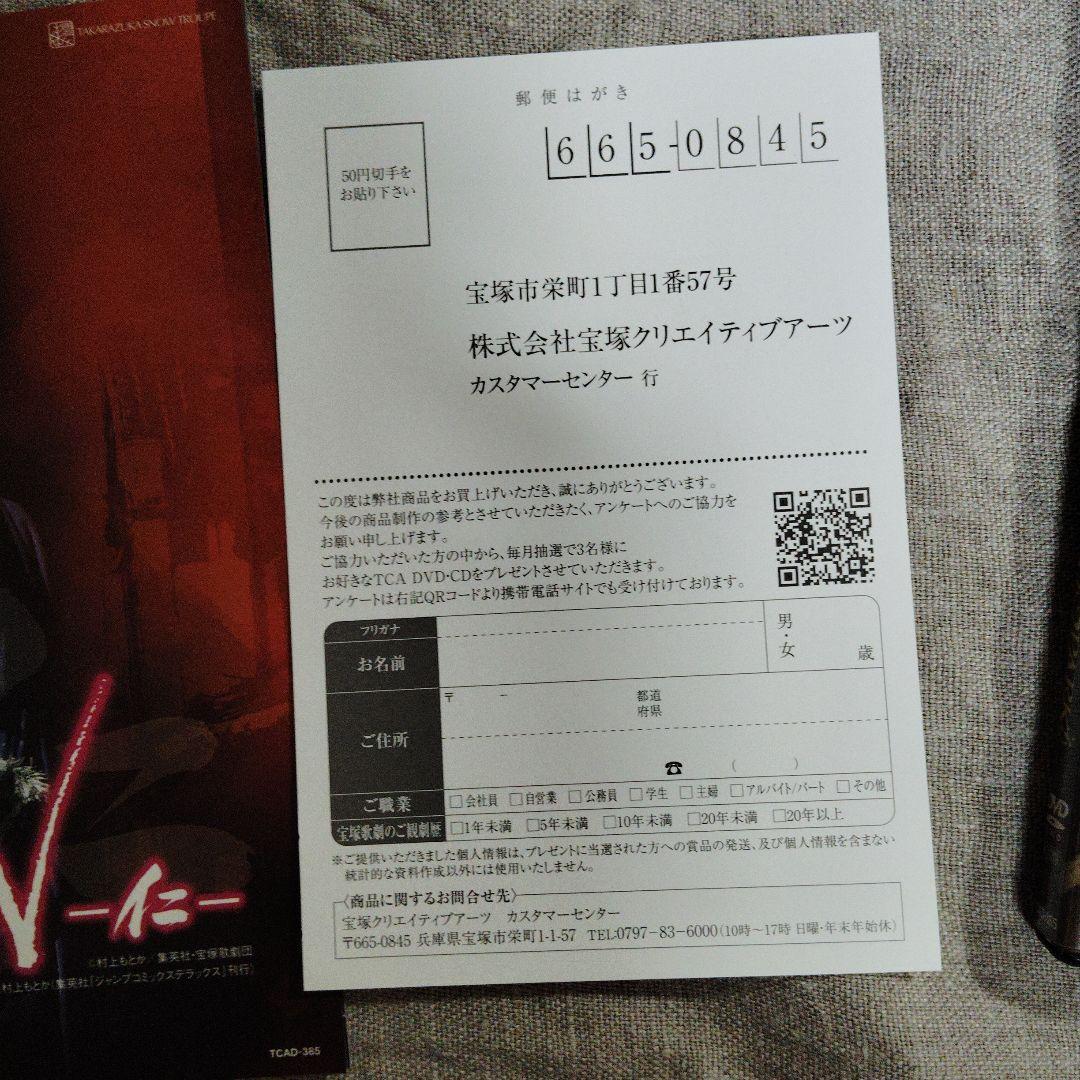 TAKARAZUKA SNOW TROUPE
－仁－
©村上もとか/集英社・宝塚歌劇団
村上もとか(集英社「ジャンプコミックスデラックス」刊行)
TCAD-385
郵便はがき
50円切手を
お貼り下さい
665-0845
宝塚市栄町1丁目1番57号
株式会社宝塚クリエイティブアーツ
カスタマーセンター 行
この度は弊社商品をお買上げいただき、誠にありがとうございます。
今後の商品制作の参考とさせていただきたく、アンケートへのご協力を
お願い申し上げます。
ご協力いただいた方の中から、毎月抽選で3名様に
お好きなTCA DVD・CDをプレゼントさせていただきます。
アンケートは右記QRコードより携帯電話サイトでも受け付けております。
フリガナ
お名前
男・女
歳
ご住所
〒 －
都道
府県
☎ ( )
ご職業
□会社員 □自営業 □公務員 □学生 □主婦 □アルバイト/パート □その他
宝塚歌劇のご観劇歴
□1年未満 □5年未満 □10年未満 □20年未満 □20年以上
※ご提供いただきました個人情報は、プレゼントに当選された方への賞品の発送、及び個人情報を含まない
統計的な資料作成以外には使用いたしません。
〈商品に関するお問合せ先〉
宝塚クリエイティブアーツ カスタマーセンター
〒665-0845 兵庫県宝塚市栄町1-1-57 TEL:0797-83-6000(10時～17時 日曜・年末年始休)